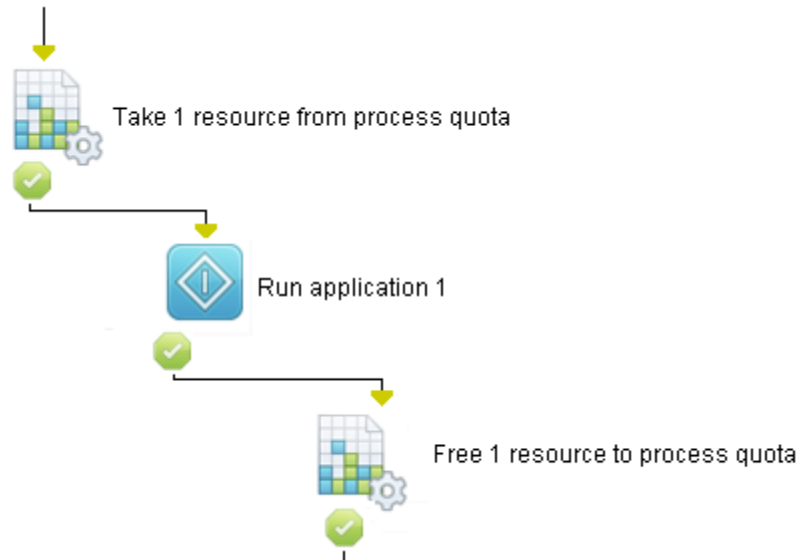 Take 1 resource from process quota
Run application 1
Free 1 resource to process quota